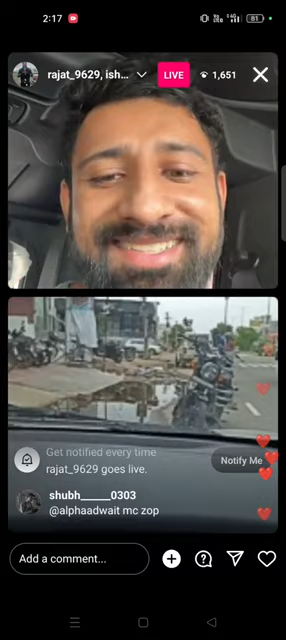 2:17
81
rajat_9629, ish...
LIVE
1,651
Get notified every time
rajat_9629 goes live.
Notify Me
shubh_____0303
@alphaadwait mc zop
Add a comment...